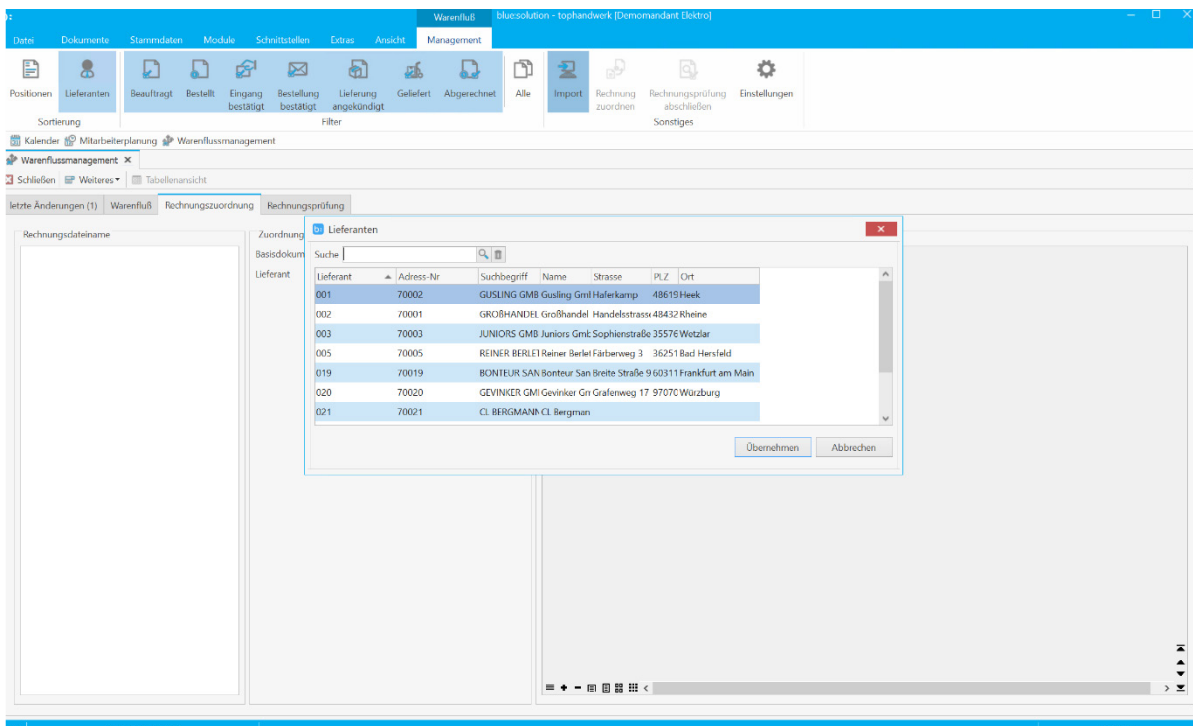 Warenfluß blue:solution - tophandwerk [Demomandant Elektro]
Datei Dokumente Stammdaten Module Schnittstellen Extras Ansicht Management
Positionen Lieferanten Beauftragt Bestellt Eingang bestätigt Bestellung bestätigt Lieferung angekündigt Geliefert Abgerechnet Alle Import Rechnung zuordnen Rechnungsprüfung abschließen Einstellungen
Sortierung Filter Sonstiges
Kalender Mitarbeiterplanung Warenflussmanagement
Warenflussmanagement
Schließen Weiteres Tabellenansicht
letzte Änderungen (1) Warenfluß Rechnungszuordnung Rechnungsprüfung
Rechnungsdateiname Zuordnung
Basisdokum
Lieferant
Lieferanten
Suche
Lieferant Adress-Nr Suchbegriff Name Strasse PLZ Ort
001 70002 GUSLING GMB Gusling Gml Haferkamp 48619 Heek
002 70001 GROßHANDEL Großhandel Handelsstrass 48432 Rheine
003 70003 JUNIORS GMB Juniors Gmb Sophienstraße 35576 Wetzlar
005 70005 REINER BERLET Reiner Berlet Färberweg 3 36251 Bad Hersfeld
019 70019 BONTEUR SAN Bonteur San Breite Straße 9 60311 Frankfurt am Main
020 70020 GEVINKER GMI Gevinker Gm Grafenweg 17 97070 Würzburg
021 70021 CL BERGMANN CL Bergman
Übernehmen Abbrechen